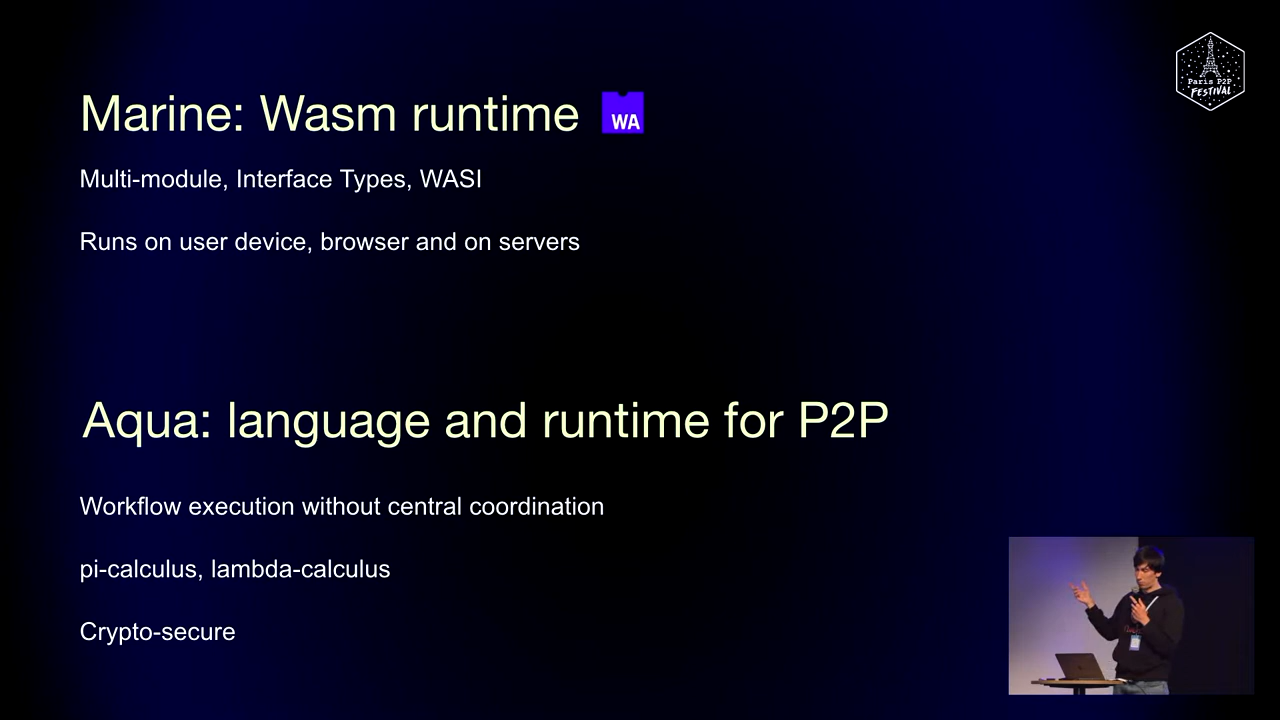 Paris P2P
FESTIVAL
Marine: Wasm runtime
WA
Multi-module, Interface Types, WASI
Runs on user device, browser and on servers
Aqua: language and runtime for P2P
Workflow execution without central coordination
pi-calculus, lambda-calculus
Crypto-secure